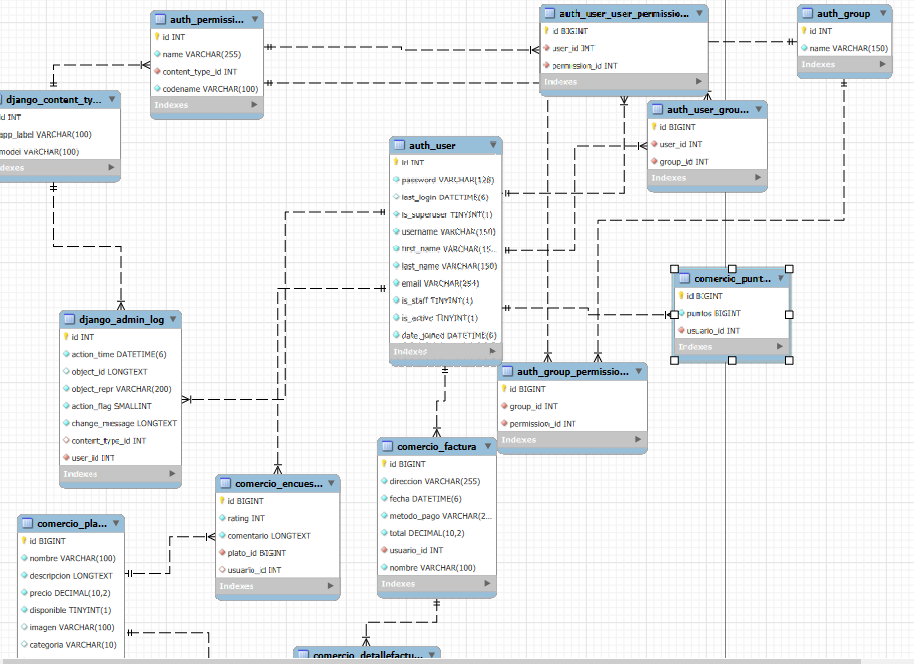 auth_permissi...
id INT
name VARCHAR(255)
content_type_id INT
codename VARCHAR(100)
Indexes
auth_user_user_permissio...
id BIGINT
user_id INT
permission_id INT
Indexes
auth_group
id INT
name VARCHAR(150)
Indexes
django_content_ty...
id INT
app_label VARCHAR(100)
model VARCHAR(100)
Indexes
auth_user_grou...
id BIGINT
user_id INT
group_id INT
Indexes
auth_user
id INT
password VARCHAR(128)
last_login DATETIME(6)
is_superuser TINYINT(1)
username VARCHAR(150)
first_name VARCHAR(15...
last_name VARCHAR(150)
email VARCHAR(254)
is_staff TINYINT(1)
is_active TINYINT(1)
date_joined DATETIME(6)
Indexes
comercio_punt...
id BIGINT
puntos BIGINT
usuario_id INT
Indexes
django_admin_log
id INT
action_time DATETIME(6)
object_id LONGTEXT
object_repr VARCHAR(200)
action_flag SMALLINT
change_message LONGTEXT
content_type_id INT
user_id INT
Indexes
auth_group_permissio...
id BIGINT
group_id INT
permission_id INT
Indexes
comercio_factura
id BIGINT
direccion VARCHAR(255)
fecha DATETIME(6)
metodo_pago VARCHAR(2...
total DECIMAL(10,2)
usuario_id INT
nombre VARCHAR(100)
Indexes
comercio_encues...
id BIGINT
rating INT
comentario LONGTEXT
plato_id BIGINT
usuario_id INT
Indexes
comercio_pla...
id BIGINT
nombre VARCHAR(100)
descripcion LONGTEXT
precio DECIMAL(10,2)
disponible TINYINT(1)
imagen VARCHAR(100)
categoria VARCHAR(10)
comercio_detallefactu...